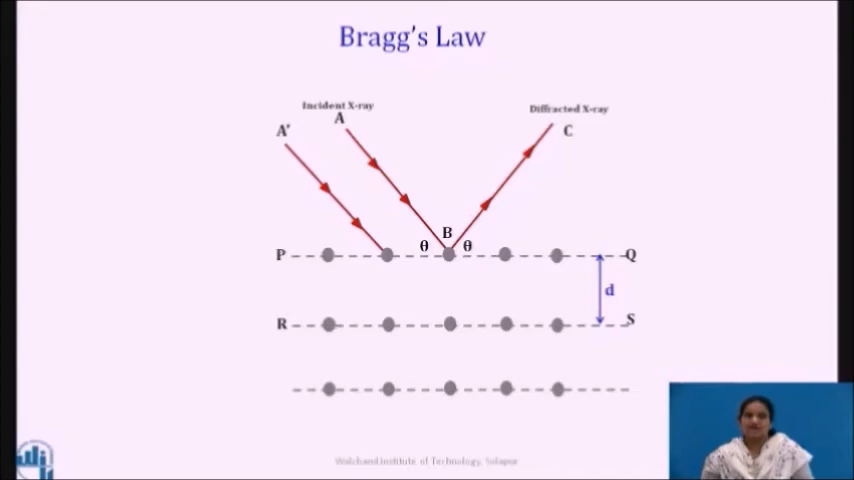 Bragg's Law
Incident X-ray
Diffracted X-ray
A
A'
C
B
θ θ
P
Q
d
R
S
Walchand Institute of Technology, Solapur